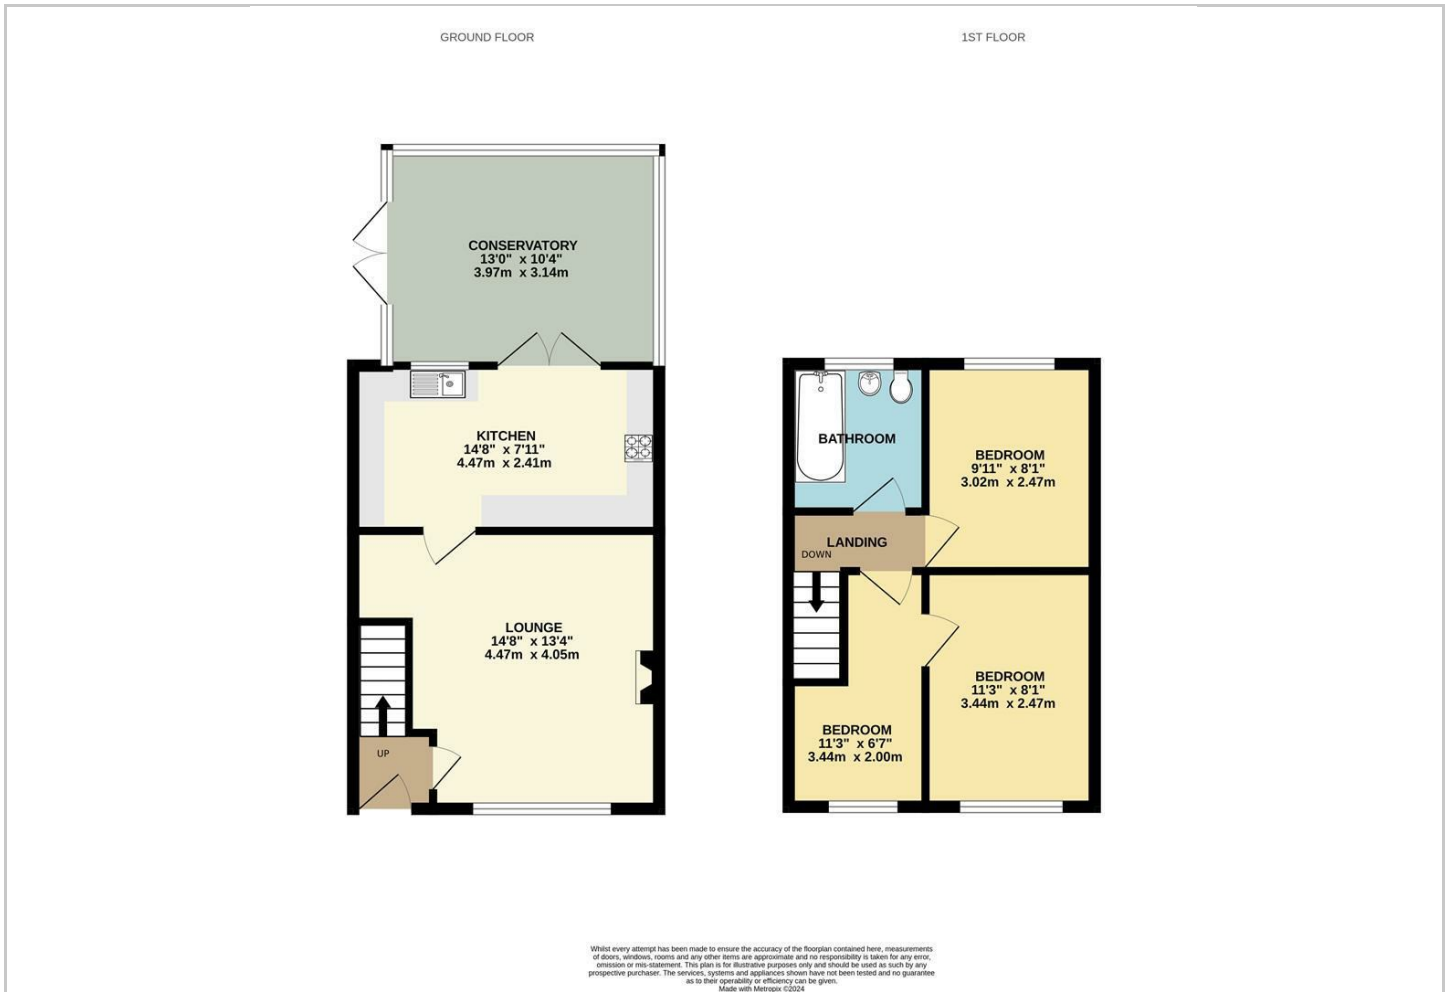 GROUND FLOOR
1ST FLOOR
CONSERVATORY
13'0" x 10'4"
3.97m x 3.14m
KITCHEN
14'8" x 7'11"
4.47m x 2.41m
LOUNGE
14'8" x 13'4"
4.47m x 4.05m
UP
BATHROOM
BEDROOM
9'11" x 8'1"
3.02m x 2.47m
LANDING
DOWN
BEDROOM
11'3" x 8'1"
3.44m x 2.47m
BEDROOM
11'3" x 6'7"
3.44m x 2.00m
Whilst every attempt has been made to ensure the accuracy of the floorplan contained here, measurements
of doors, windows, rooms and any other items are approximate and no responsibility is taken for any error,
omission or mis-statement. This plan is for illustrative purposes only and should be used as such by any
prospective purchaser. The services, systems and appliances shown have not been tested and no guarantee
as to their operability or efficiency can be given.
Made with Metropix ©2024